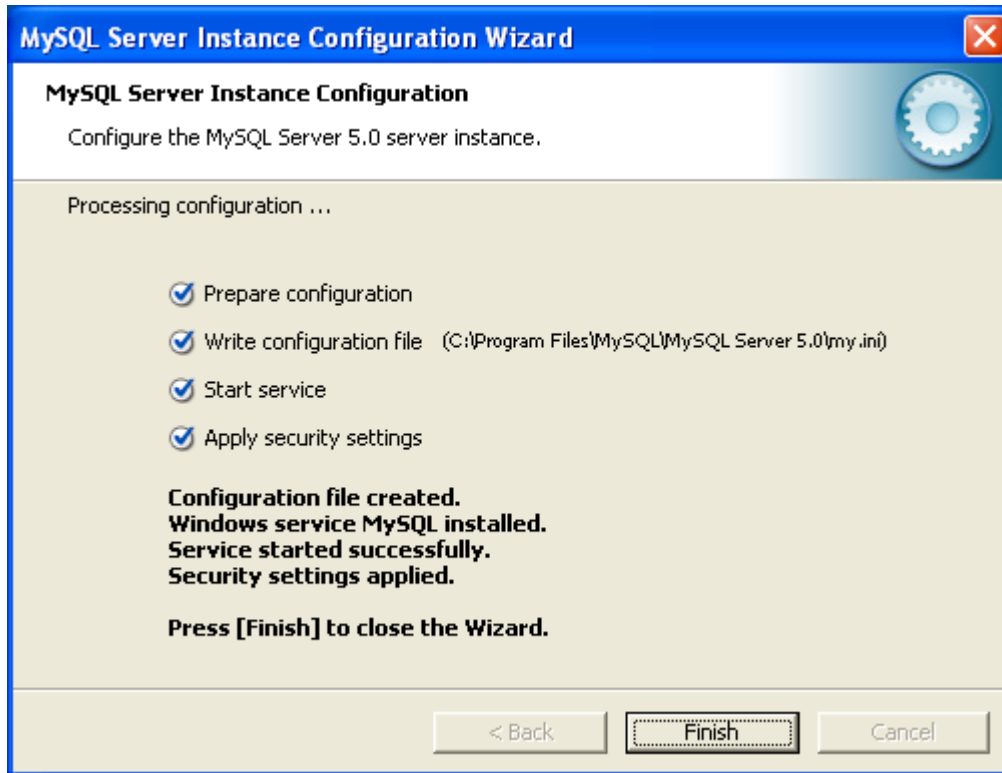 MySQL Server Instance Configuration Wizard
MySQL Server Instance Configuration
Configure the MySQL Server 5.0 server instance.
Processing configuration ...
Prepare configuration
Write configuration file (C:\Program Files\MySQL\MySQL Server 5.0\my.ini)
Start service
Apply security settings
Configuration file created.
Windows service MySQL installed.
Service started successfully.
Security settings applied.
Press [Finish] to close the Wizard.
< Back Finish Cancel